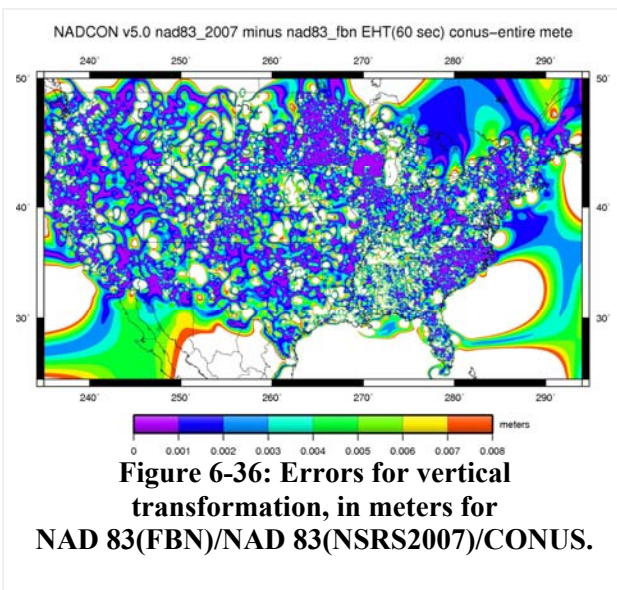 NADCON v5.0 nad83_2007 minus nad83_fbn EHT(60 sec) conus−entire mete
240˚ 250˚ 260˚ 270˚ 280˚ 290˚
50˚ 50˚
40˚ 40˚
30˚ 30˚
240˚ 250˚ 260˚ 270˚ 280˚ 290˚
meters
0 0.001 0.002 0.003 0.004 0.005 0.006 0.007 0.008
Figure 6-36: Errors for vertical
transformation, in meters for
NAD 83(FBN)/NAD 83(NSRS2007)/CONUS.